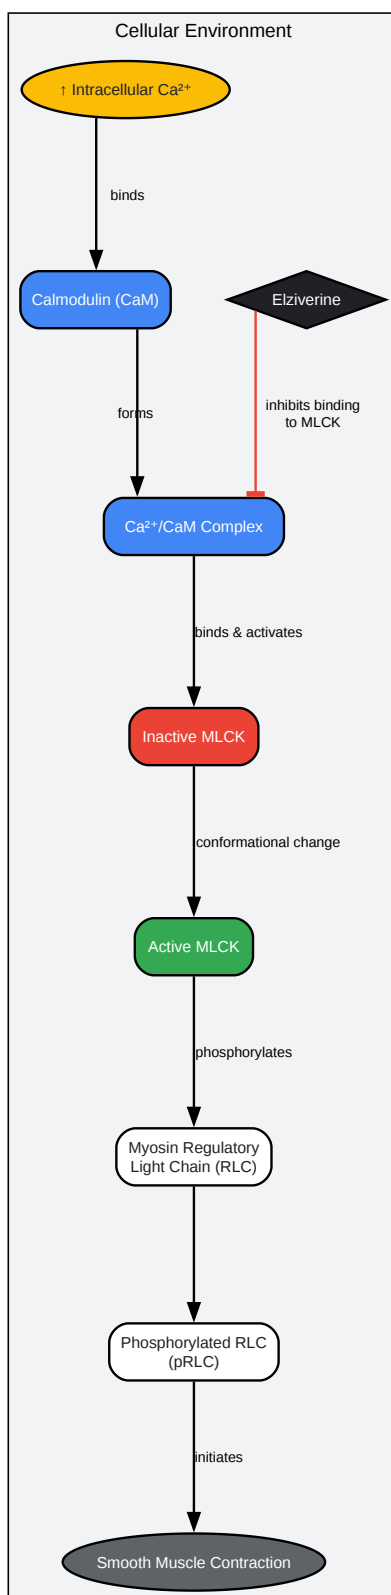 Cellular Environment
↑ Intracellular Ca²⁺
binds
Calmodulin (CaM)
Elziverine
forms
inhibits binding
to MLCK
Ca²⁺/CaM Complex
binds & activates
Inactive MLCK
conformational change
Active MLCK
phosphorylates
Myosin Regulatory
Light Chain (RLC)
Phosphorylated RLC
(pRLC)
initiates
Smooth Muscle Contraction